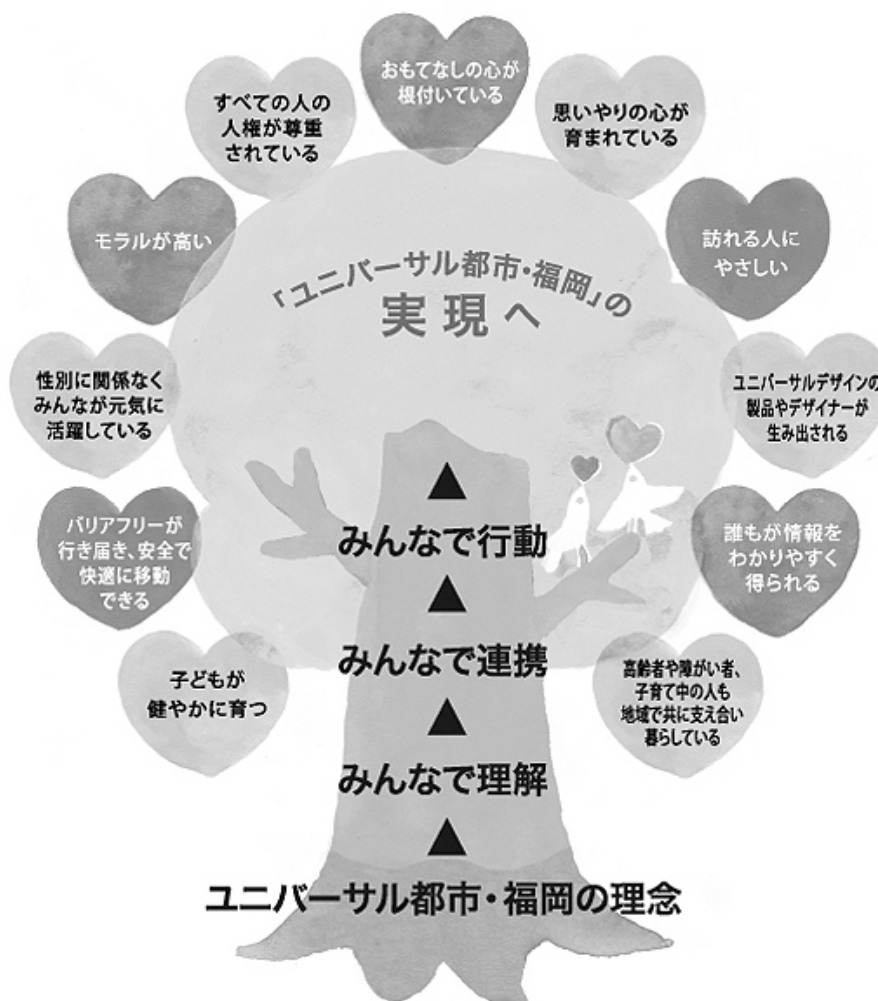 おもてなしの心が
根付いている
すべての人の
人権が尊重
されている
思いやりの心が
育まれている
モラルが高い
訪れる人に
やさしい
「ユニバーサル都市・福岡」の
実現へ
性別に関係なく
みんなが元気に
活躍している
ユニバーサルデザインの
製品やデザイナーが
生み出される
バリアフリーが
行き届き、安全で
快適に移動
できる
誰もが情報を
わかりやすく
得られる
子どもが
健やかに育つ
高齢者や障がい者、
子育て中の人も
地域で共に支え合い
暮らしている
▲
みんなで行動
▲
みんなで連携
▲
みんなで理解
▲
ユニバーサル都市・福岡の理念